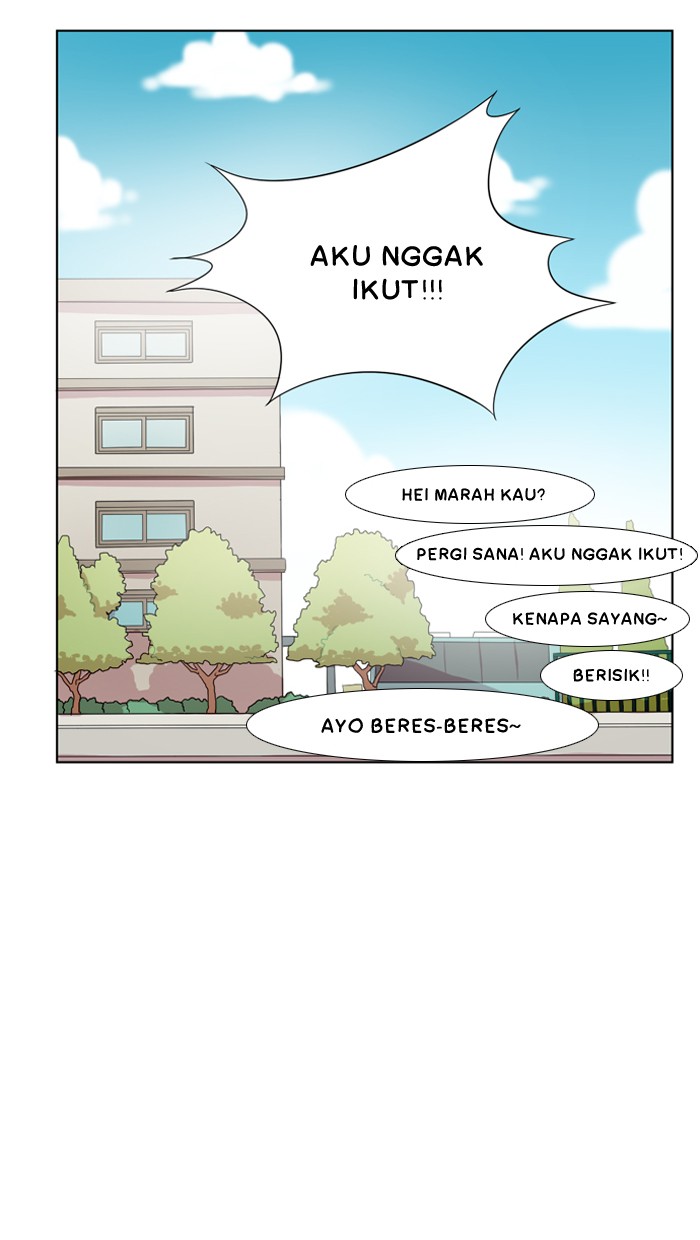 AKU NGGAK
IKUT!!!
HEI MARAH KAU?
PERGI SANA! AKU NGGAK IKUT!
KENAPA SAYANG~
BERISIK!!
AYO BERES-BERES~